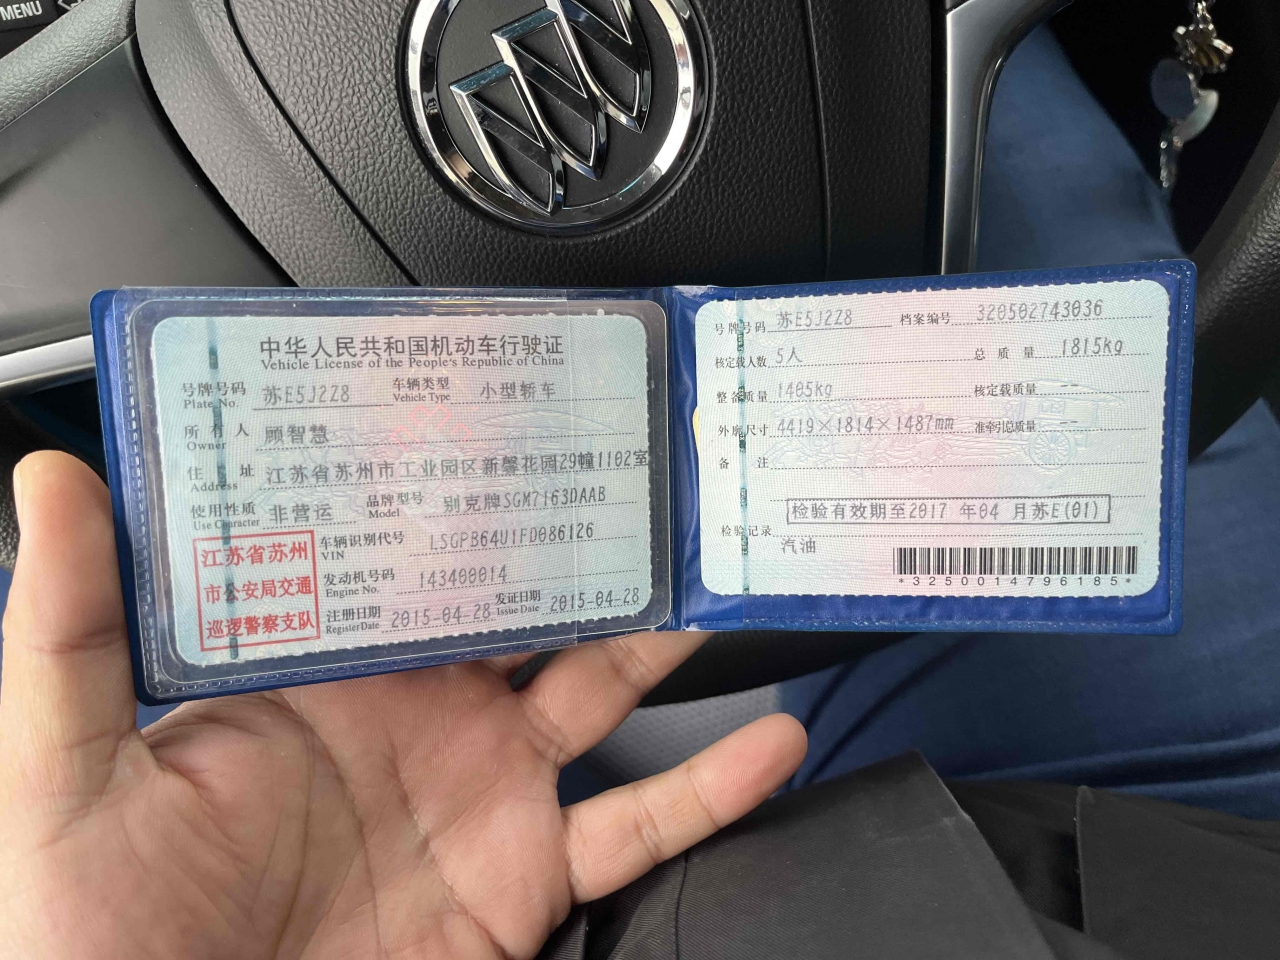 MENU
中华人民共和国机动车行驶证
Vehicle License of the People's Republic of China
号牌号码 苏E5J2Z8 车辆类型 小型轿车
Plate No. Vehicle Type
所有人 顾智慧
Owner
住址 江苏省苏州市工业园区新馨花园29幢1102室
Address
使用性质 非营运 品牌型号 别克牌SGM7163DAAB
Use Character Model
江苏省苏州
市公安局交通
巡逻警察支队
车辆识别代号 LSGPB64U1FD086126
VIN
发动机号码 143400014
Engine No.
注册日期 2015-04-28 发证日期 2015-04-28
Register Date Issue Date
号牌号码 苏E5J2Z8 档案编号 320502743036
核定载人数 5人 总质量 1815kg
整备质量 1405kg 核定载质量 --
外廓尺寸 4419×1814×1487mm 准牵引总质量 --
备注
检验有效期至2017 年04 月苏E(01)
检验记录
汽油
*3250014796185*